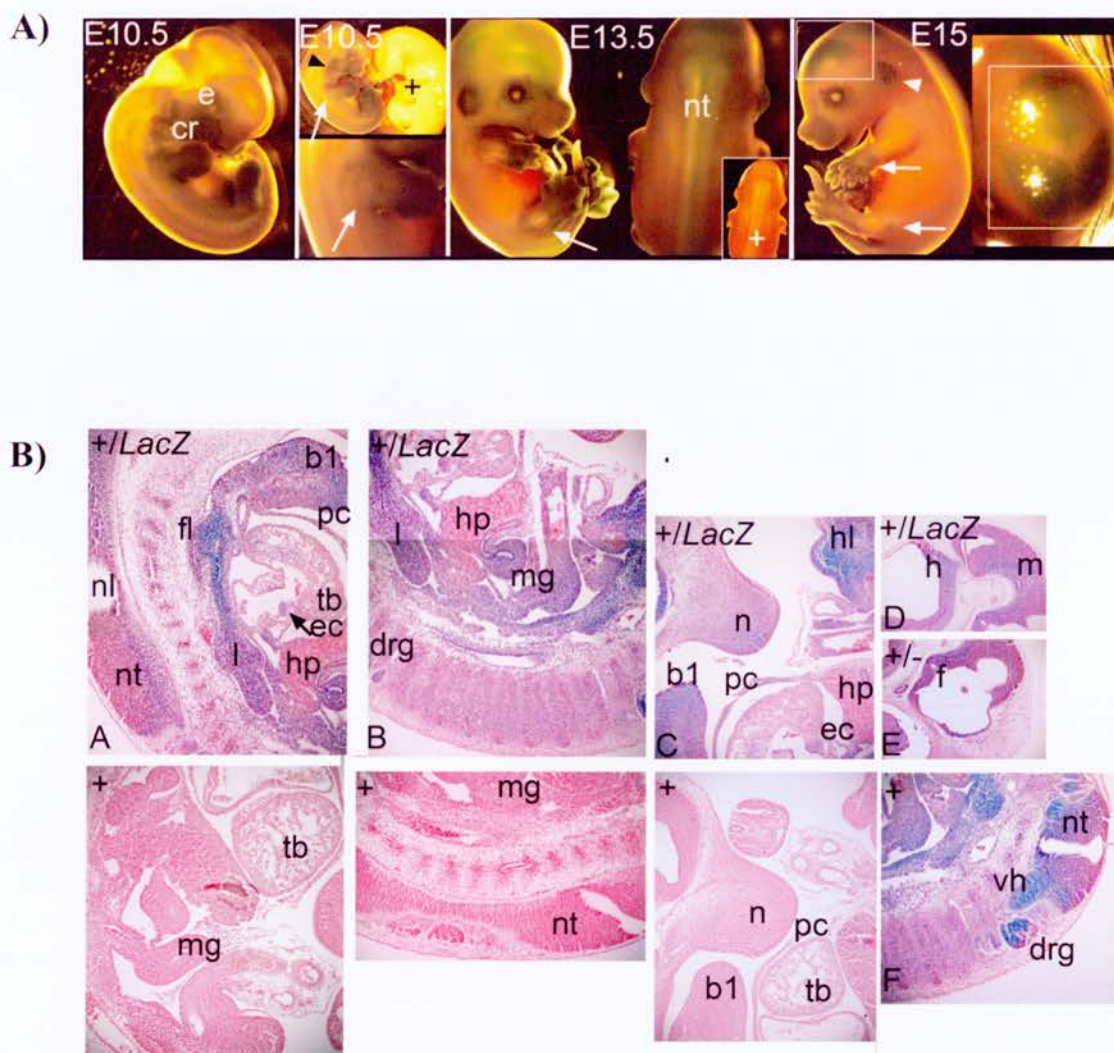 A)
E10.5
e
cr
E10.5
+
E13.5
nt
+
E15
B)
+/LacZ
b1
pc
fl
nl
tb
ec
l
hp
nt
A
+/LacZ
l
hp
mg
drg
B
+/LacZ
hl
n
b1
pc
hp
ec
C
+/LacZ
h
m
D
+/-
f
E
+
tb
mg
+
mg
nt
+
n
pc
b1
tb
+
nt
vh
drg
F